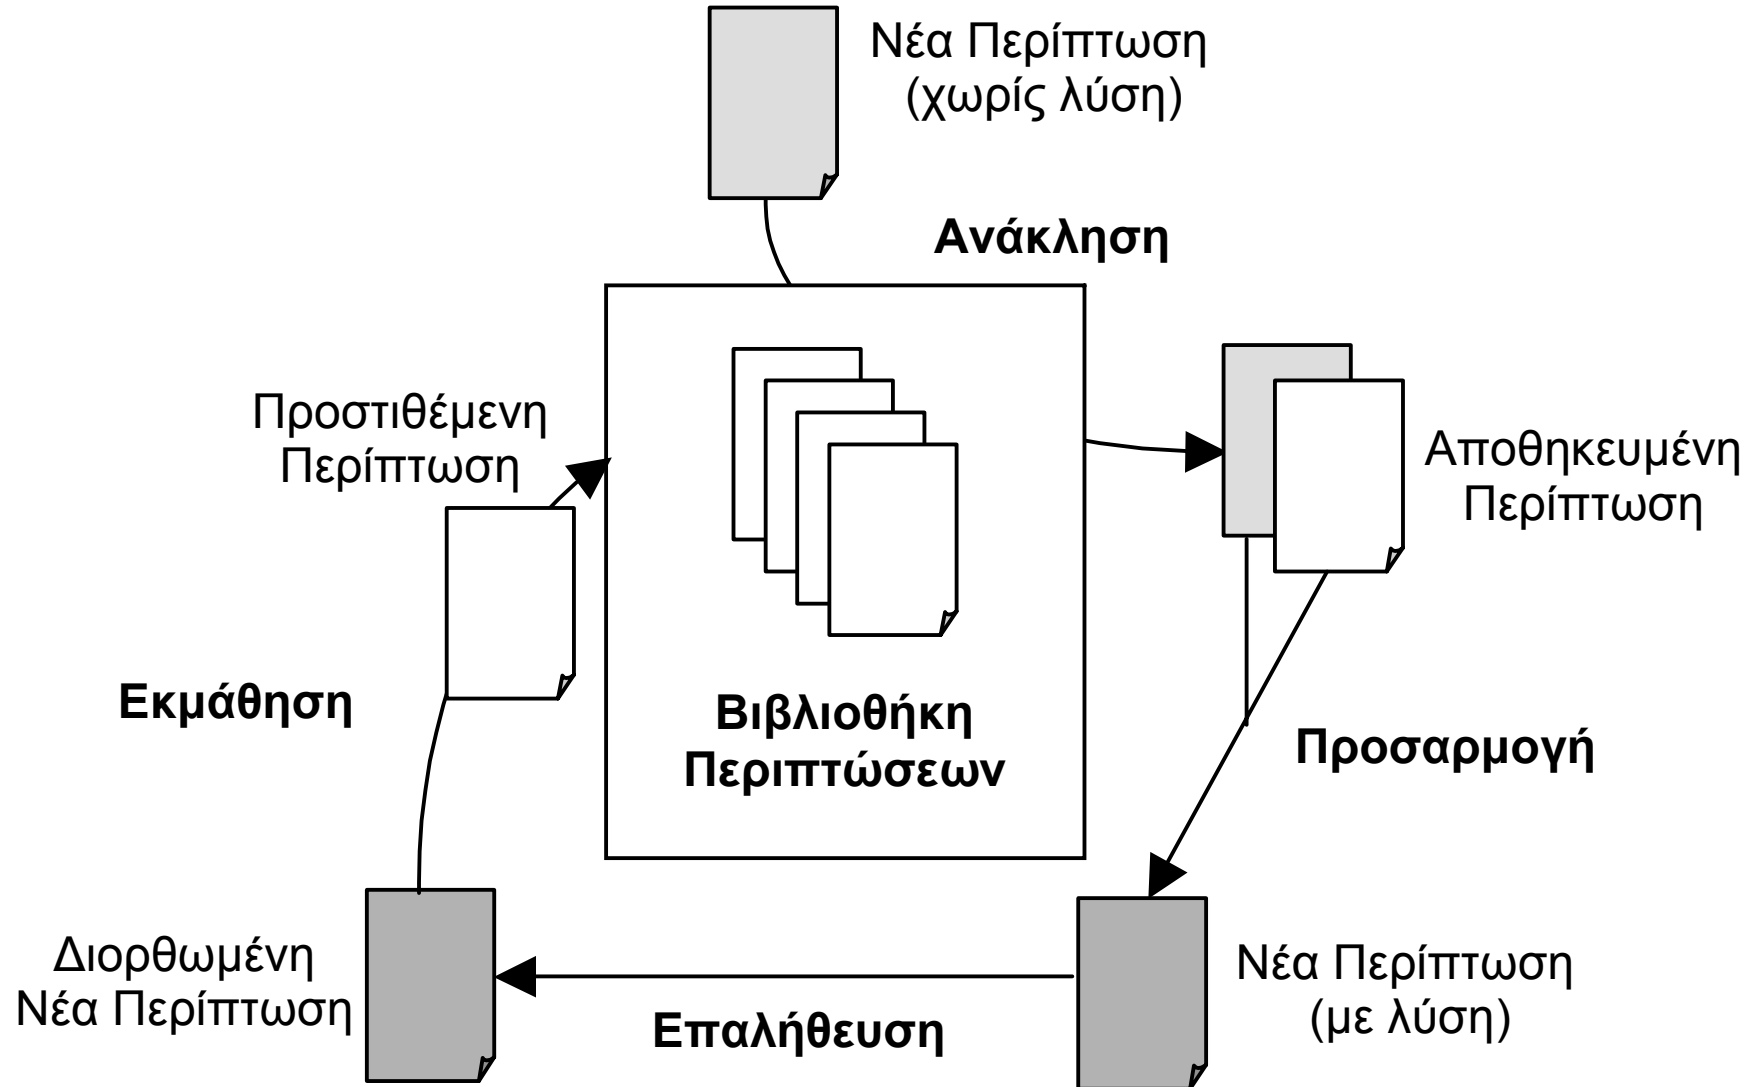 Νέα Περίπτωση
(χωρίς λύση)
Ανάκληση
Προστιθέμενη
Περίπτωση
Αποθηκευμένη
Περίπτωση
Εκμάθηση
Βιβλιοθήκη
Περιπτώσεων
Προσαρμογή
Διορθωμένη
Νέα Περίπτωση
Επαλήθευση
Νέα Περίπτωση
(με λύση)